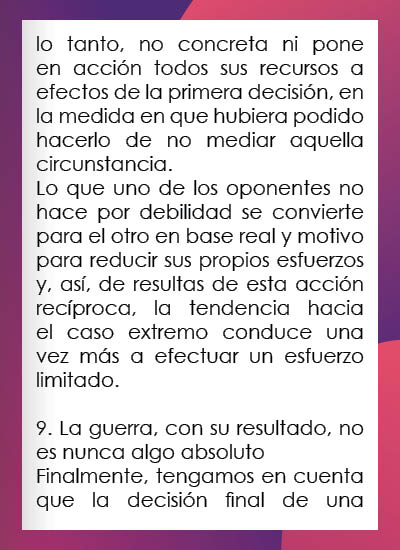 lo tanto, no concreta ni pone
en acción todos sus recursos a
efectos de la primera decisión, en
la medida en que hubiera podido
hacerlo de no mediar aquella
circunstancia.
Lo que uno de los oponentes no
hace por debilidad se convierte
para el otro en base real y motivo
para reducir sus propios esfuerzos
y, así, de resultas de esta acción
recíproca, la tendencia hacia
el caso extremo conduce una
vez más a efectuar un esfuerzo
limitado.

9. La guerra, con su resultado, no
es nunca algo absoluto
Finalmente, tengamos en cuenta
que la decisión final de una